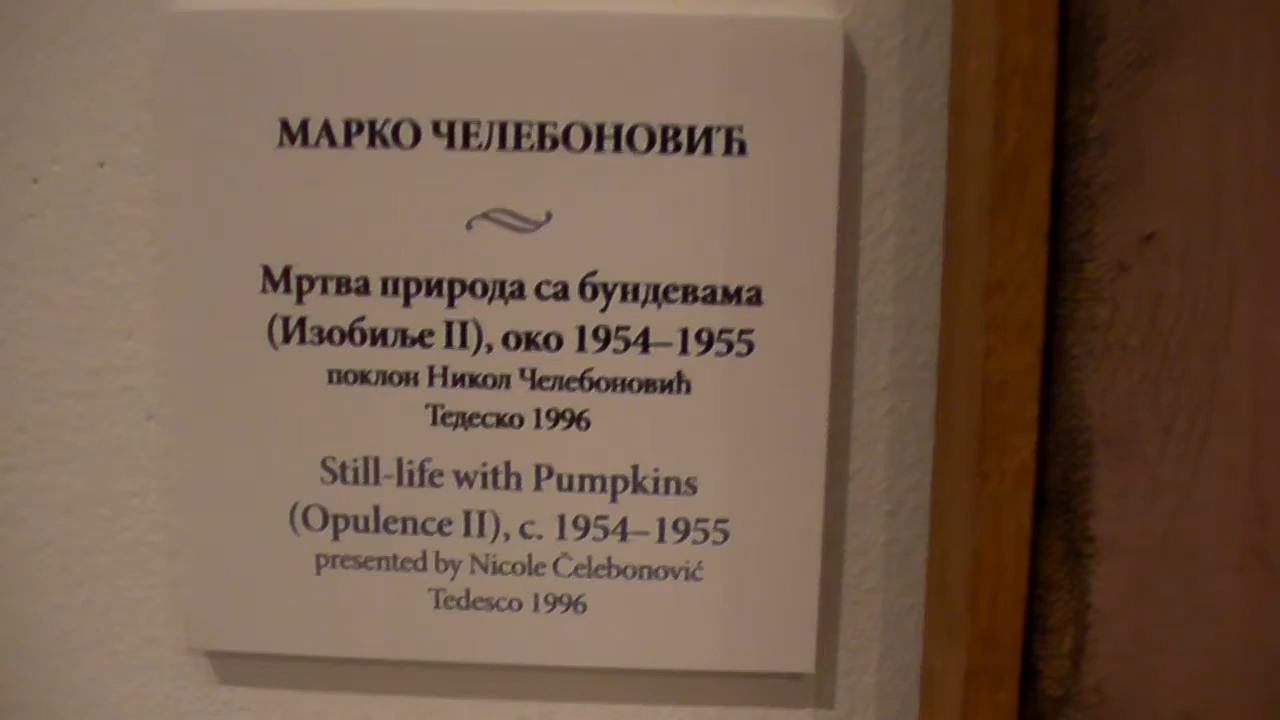 МАРКО ЧЕЛЕБОНОВИЋ
Мртва природа са бундевама
(Изобиље II), око 1954–1955
поклон Никол Челебоновић
Тедеско 1996
Still-life with Pumpkins
(Opulence II), c. 1954–1955
presented by Nicole Čelebonović
Tedesco 1996